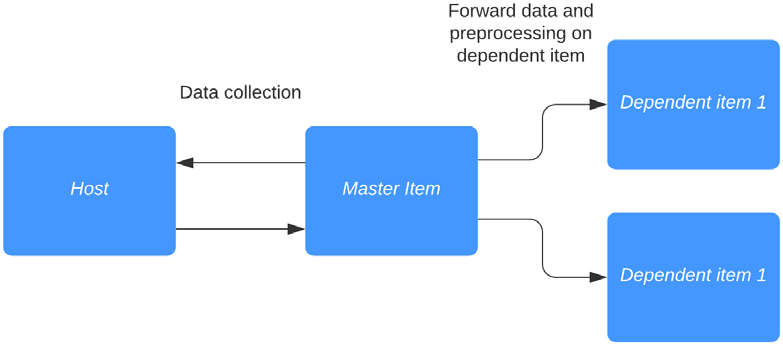 Forward data and
preprocessing on
dependent item
Data collection
Dependent item 1
Host
Master Item
Dependent item 1